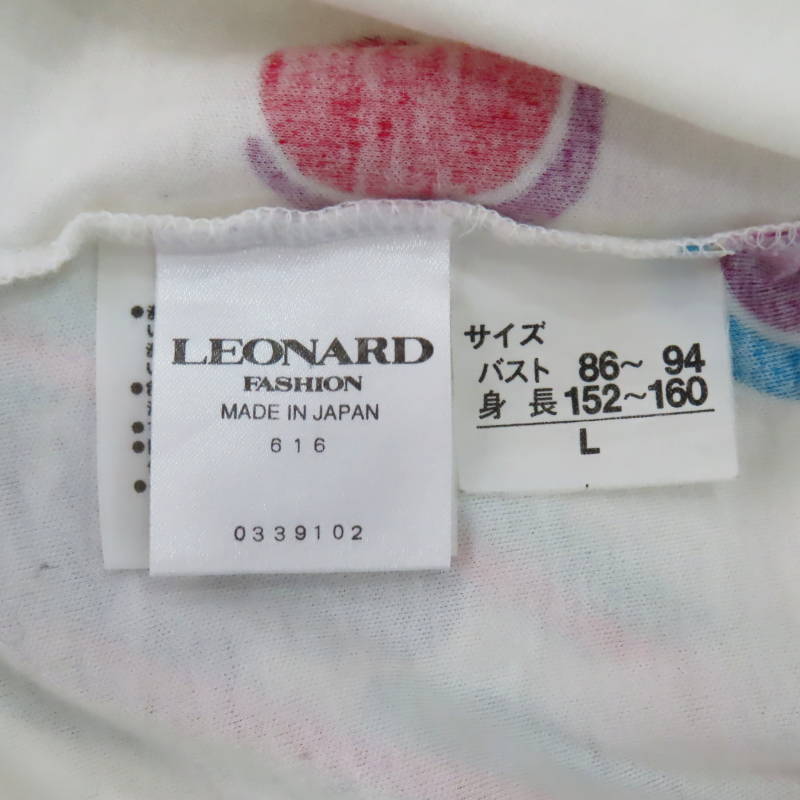 LEONARD
FASHION
MADE IN JAPAN
616
0339102
サイズ
バスト 86〜 94
身 長 152〜160
L